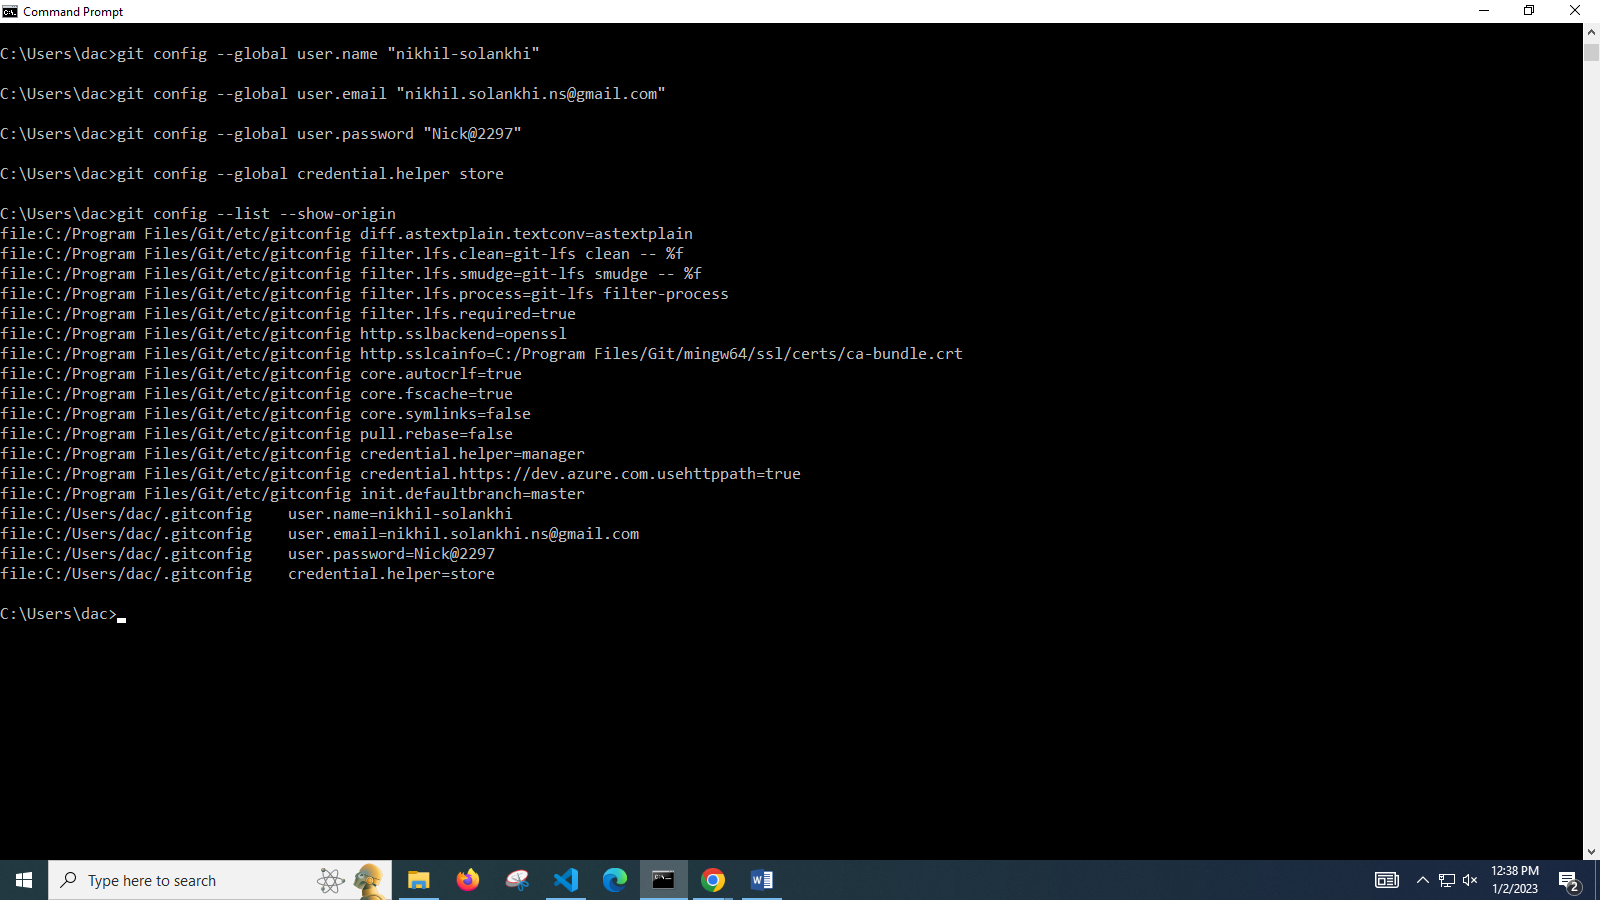 Command Prompt
C:\Users\dac>git config --global user.name "nikhil-solankhi"
C:\Users\dac>git config --global user.email "nikhil.solankhi.ns@gmail.com"
C:\Users\dac>git config --global user.password "Nick@2297"
C:\Users\dac>git config --global credential.helper store
C:\Users\dac>git config --list --show-origin
file:C:/Program Files/Git/etc/gitconfig diff.astextplain.textconv=astextplain
file:C:/Program Files/Git/etc/gitconfig filter.lfs.clean=git-lfs clean -- %f
file:C:/Program Files/Git/etc/gitconfig filter.lfs.smudge=git-lfs smudge -- %f
file:C:/Program Files/Git/etc/gitconfig filter.lfs.process=git-lfs filter-process
file:C:/Program Files/Git/etc/gitconfig filter.lfs.required=true
file:C:/Program Files/Git/etc/gitconfig http.sslbackend=openssl
file:C:/Program Files/Git/etc/gitconfig http.sslcainfo=C:/Program Files/Git/mingw64/ssl/certs/ca-bundle.crt
file:C:/Program Files/Git/etc/gitconfig core.autocrlf=true
file:C:/Program Files/Git/etc/gitconfig core.fscache=true
file:C:/Program Files/Git/etc/gitconfig core.symlinks=false
file:C:/Program Files/Git/etc/gitconfig pull.rebase=false
file:C:/Program Files/Git/etc/gitconfig credential.helper=manager
file:C:/Program Files/Git/etc/gitconfig credential.https://dev.azure.com.usehttppath=true
file:C:/Program Files/Git/etc/gitconfig init.defaultbranch=master
file:C:/Users/dac/.gitconfig    user.name=nikhil-solankhi
file:C:/Users/dac/.gitconfig    user.email=nikhil.solankhi.ns@gmail.com
file:C:/Users/dac/.gitconfig    user.password=Nick@2297
file:C:/Users/dac/.gitconfig    credential.helper=store
C:\Users\dac>
Type here to search
12:38 PM
1/2/2023
2